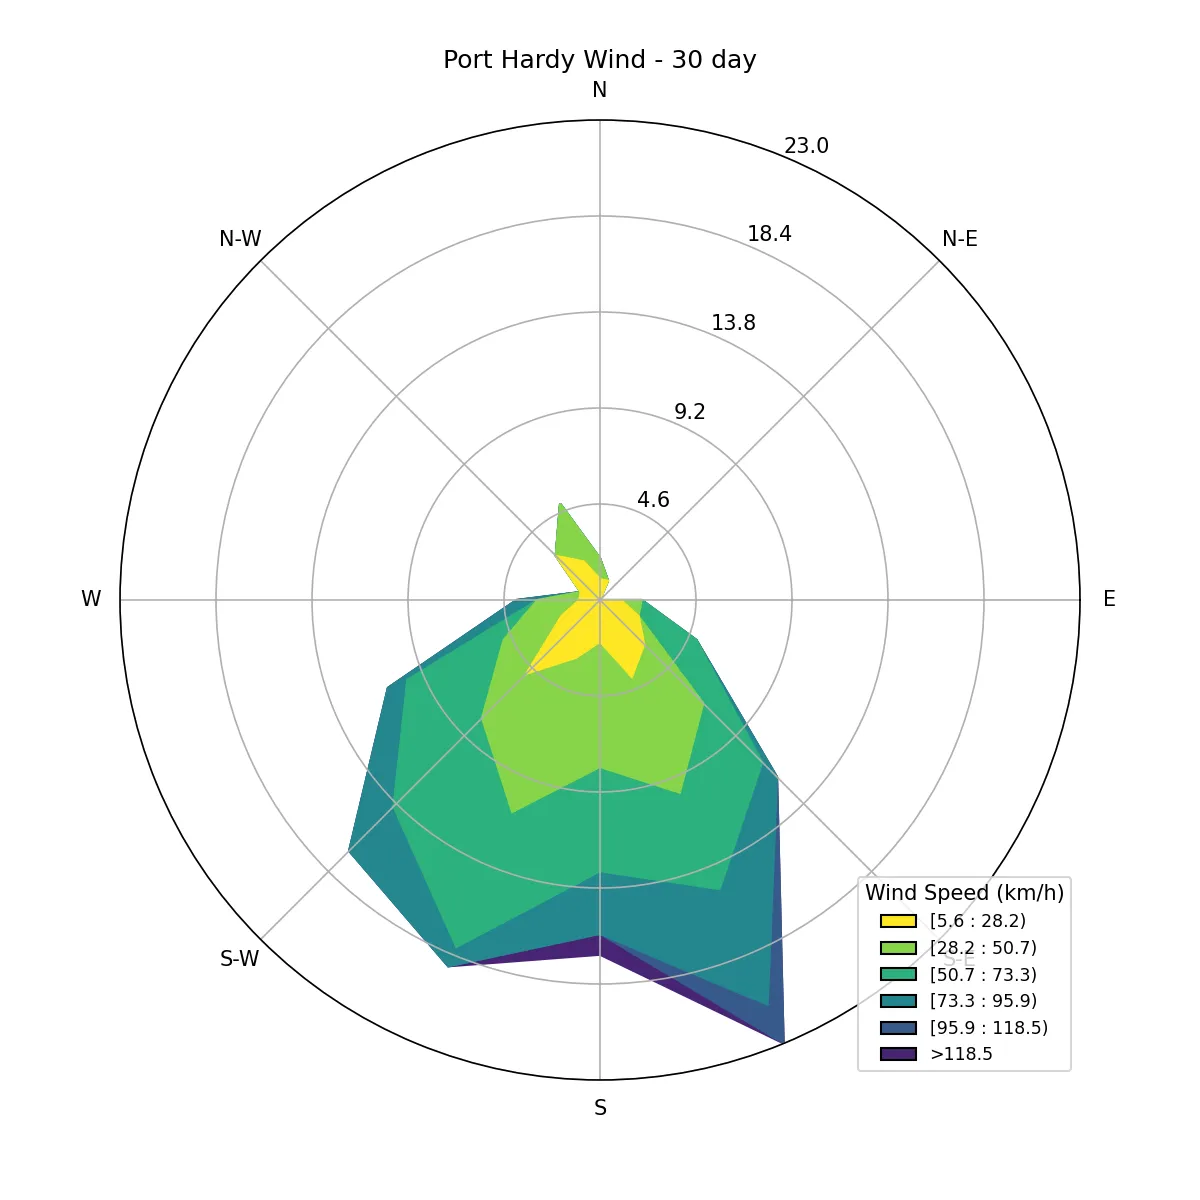 Port Hardy Wind - 30 day
N
23.0
N-W
N-E
18.4
13.8
9.2
4.6
W
E
S-W
S-E
S
Wind Speed (km/h)
[5.6 : 28.2)
[28.2 : 50.7)
[50.7 : 73.3)
[73.3 : 95.9)
[95.9 : 118.5)
>118.5